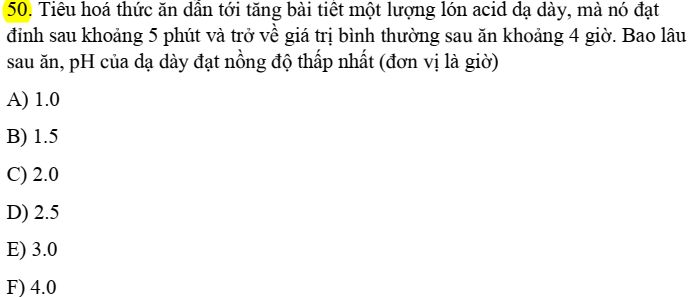 50. Tiêu hoá thức ăn dẫn tới tăng bài tiết một lượng lớn acid dạ dày, mà nó đạt
đỉnh sau khoảng 5 phút và trở về giá trị bình thường sau ăn khoảng 4 giờ. Bao lâu
sau ăn, pH của dạ dày đạt nồng độ thấp nhất (đơn vị là giờ)
A) 1.0
B) 1.5
C) 2.0
D) 2.5
E) 3.0
F) 4.0